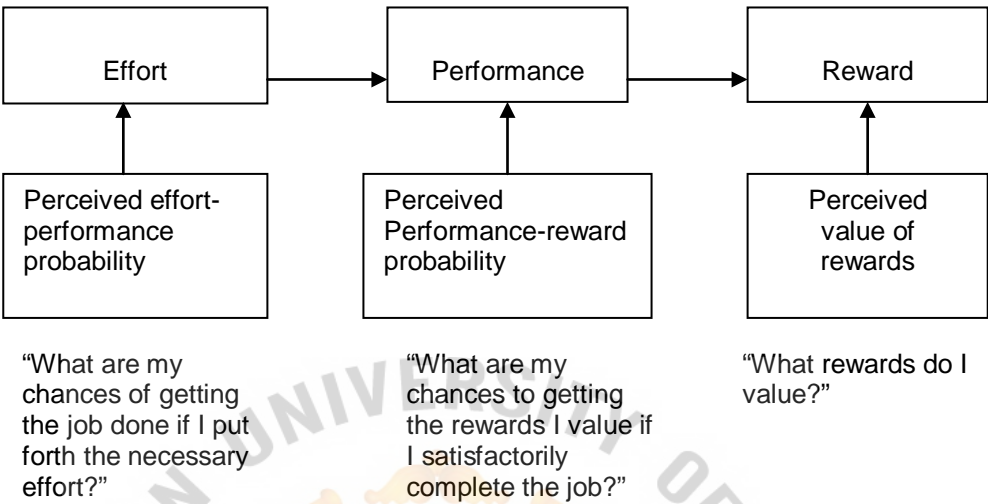 Effort
Performance
Reward
Perceived effort-
performance
probability
Perceived
Performance-reward
probability
Perceived
value of
rewards
“What are my
chances of getting
the job done if I put
forth the necessary
effort?”
“What are my
chances to getting
the rewards I value if
I satisfactorily
complete the job?”
“What rewards do I
value?”
N UNIVERSITY OF